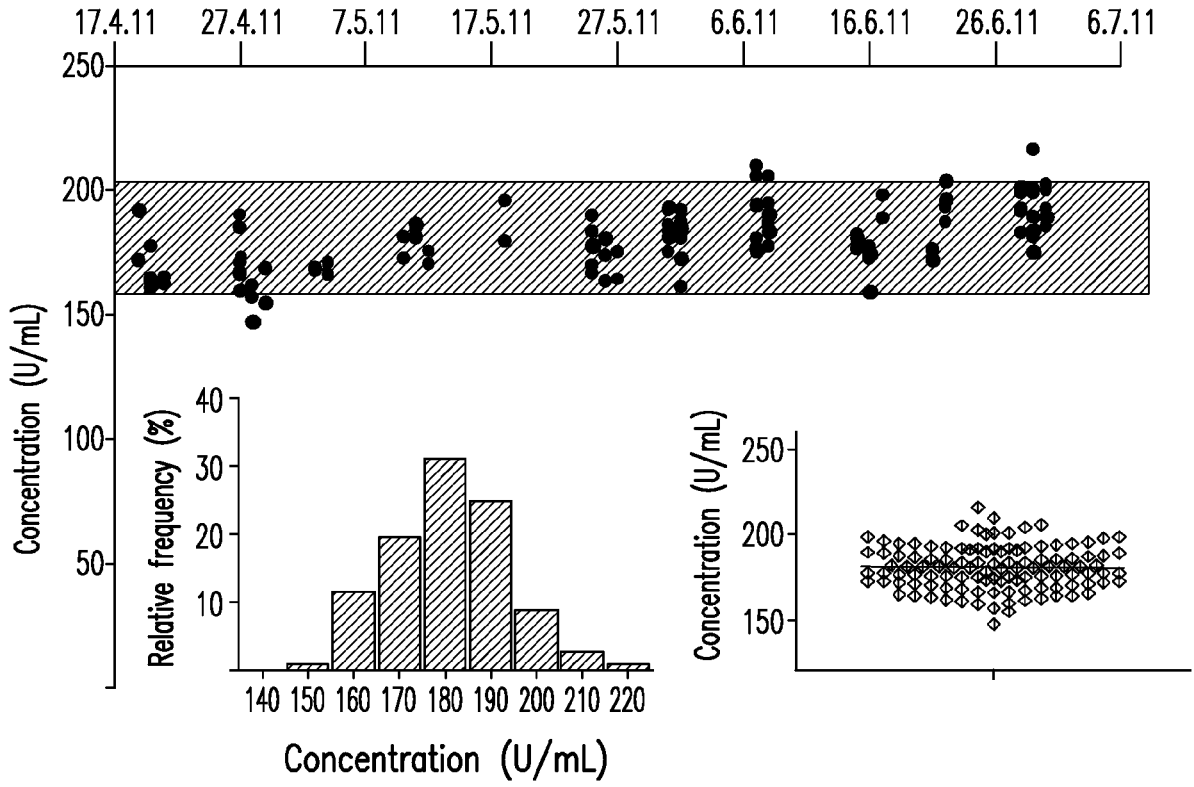 17.4.11 27.4.11 7.5.11 17.5.11 27.5.11 6.6.11 16.6.11 26.6.11 6.7.11
250
200
150
100
50
Concentration (U/mL)
40
30
20
10
Relative frequency (%)
140 150 160 170 180 190 200 210 220
Concentration (U/mL)
250
200
150
Concentration (U/mL)